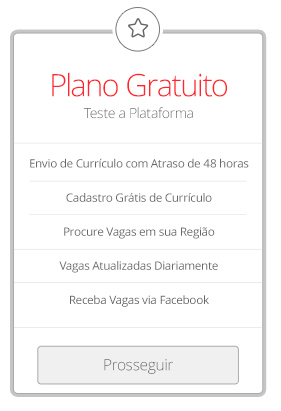 Plano Gratuito
Teste a Plataforma
Envio de Currículo com Atraso de 48 horas
Cadastro Grátis de Currículo
Procure Vagas em sua Região
Vagas Atualizadas Diariamente
Receba Vagas via Facebook
Prosseguir